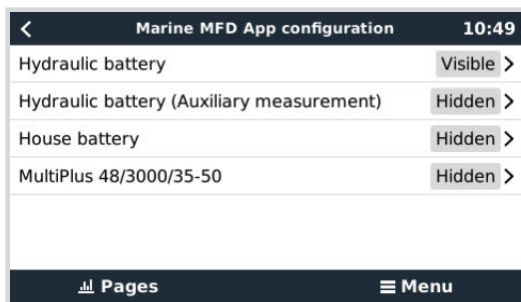 Marine MFD App configuration 10:49
Hydraulic battery Visible
Hydraulic battery (Auxiliary measurement) Hidden
House battery Hidden
MultiPlus 48/3000/35-50 Hidden
Pages Menu